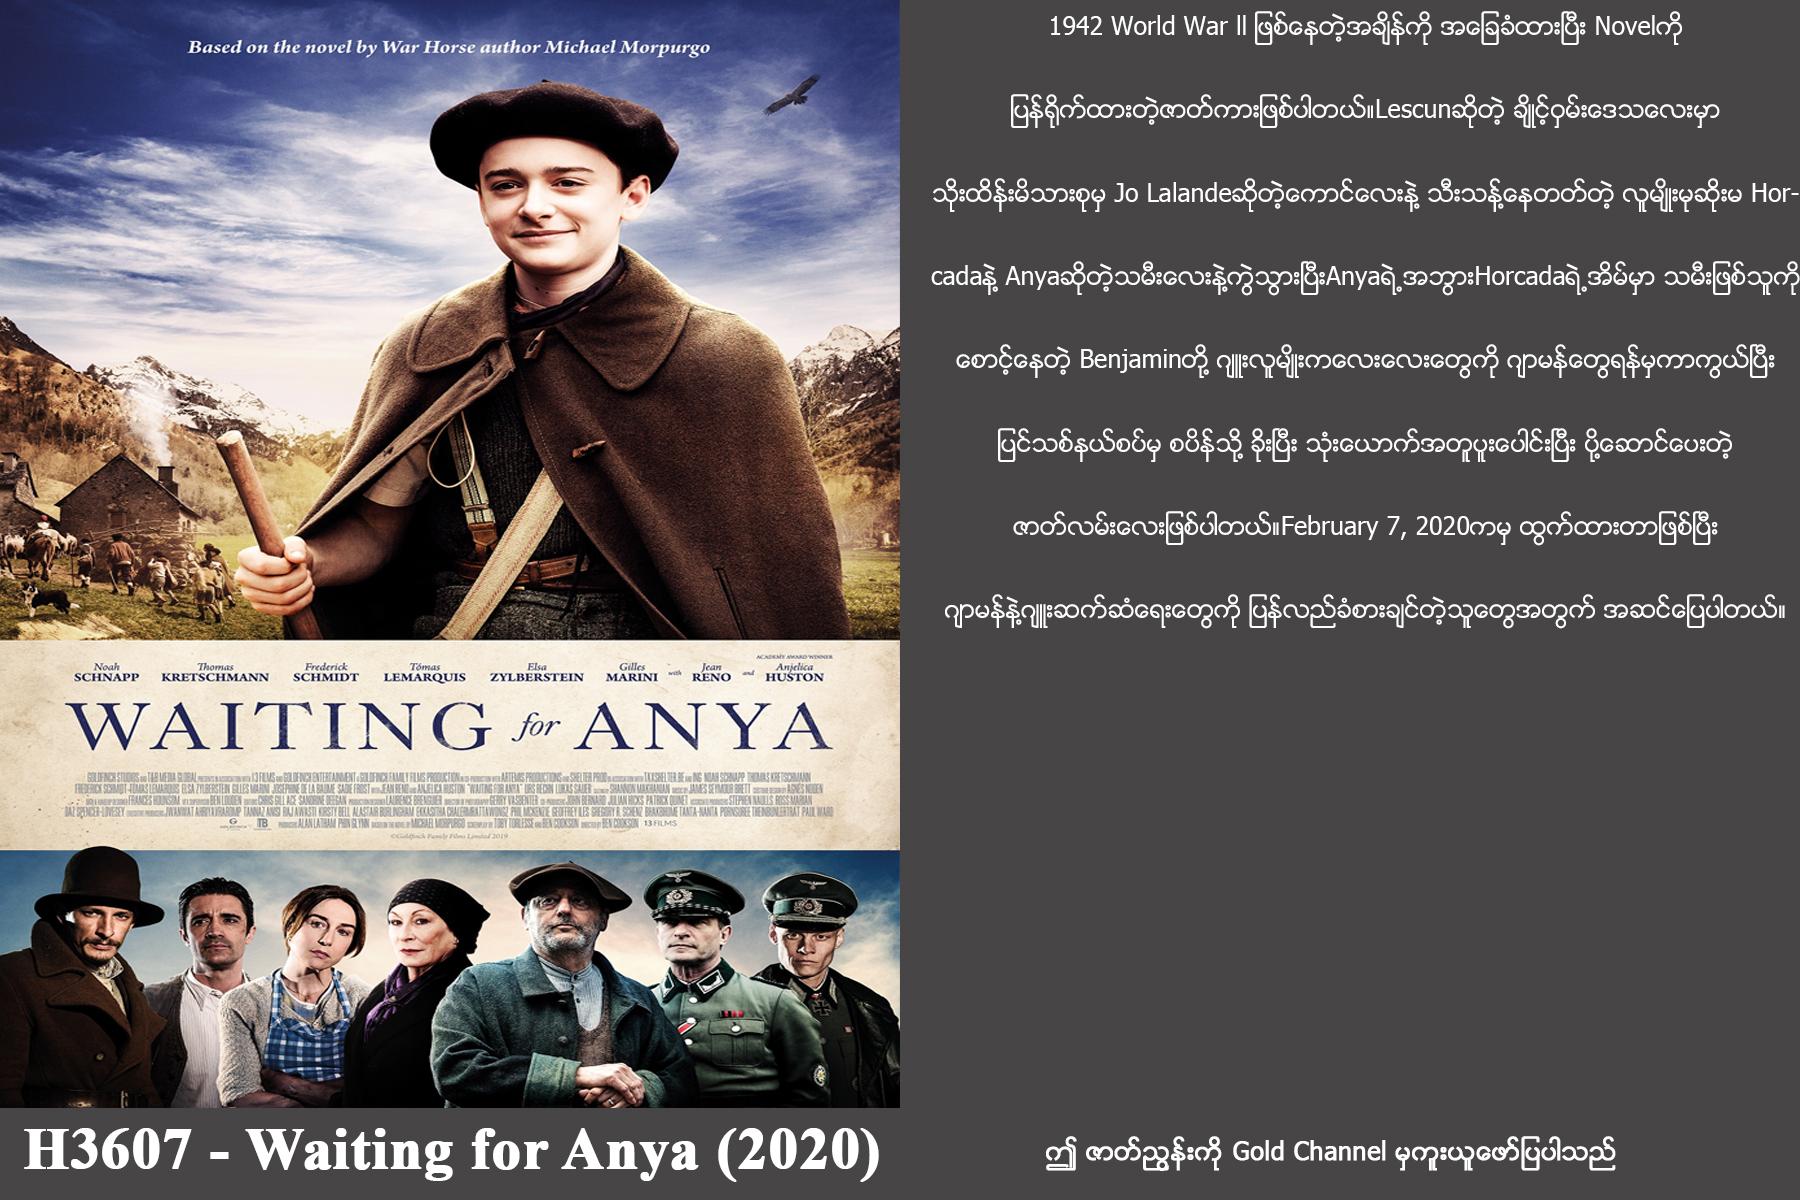 Based on the novel by War Horse author Michael Morpurgo
Noah SCHNAPP Thomas KRETSCHMANN Frederick SCHMIDT Tómas LEMARQUIS Elsa ZYLBERSTEIN Gilles MARINI with Jean RENO and ACADEMY AWARD WINNER Anjelica HUSTON
WAITING for ANYA
©Goldfinch Family Films Limited 2019
H3607 - Waiting for Anya (2020)
1942 World War ll ဖြစ်နေတဲ့အချိန်ကို အခြေခံထားပြီး Novelကို
ပြန်ရိုက်ထားတဲ့ဇာတ်ကားဖြစ်ပါတယ်။Lescunဆိုတဲ့ ချိုင့်ဝှမ်းဒေသလေးမှာ
သိုးထိန်းမိသားစုမှ Jo Lalandeဆိုတဲ့ကောင်လေးနဲ့ သီးသန့်နေတတ်တဲ့ လူမျိုးမုဆိုးမ Hor-
cadaနဲ့ Anyaဆိုတဲ့သမီးလေးနဲ့ကွဲသွားပြီးAnyaရဲ့အဘွားHorcadaရဲ့အိမ်မှာ သမီးဖြစ်သူကို
စောင့်နေတဲ့ Benjaminတို့ ဂျူးလူမျိုးကလေးလေးတွေကို ဂျာမန်တွေရန်မှကာကွယ်ပြီး
ပြင်သစ်နယ်စပ်မှ စပိန်သို့ ခိုးပြီး သုံးယောက်အတူပူးပေါင်းပြီး ပို့ဆောင်ပေးတဲ့
ဇာတ်လမ်းလေးဖြစ်ပါတယ်။February 7, 2020ကမှ ထွက်ထားတာဖြစ်ပြီး
ဂျာမန်နဲ့ဂျူးဆက်ဆံရေးတွေကို ပြန်လည်ခံစားချင်တဲ့သူတွေအတွက် အဆင်ပြေပါတယ်။
ဤ ဇာတ်ညွှန်းကို Gold Channel မှကူးယူဖော်ပြပါသည်